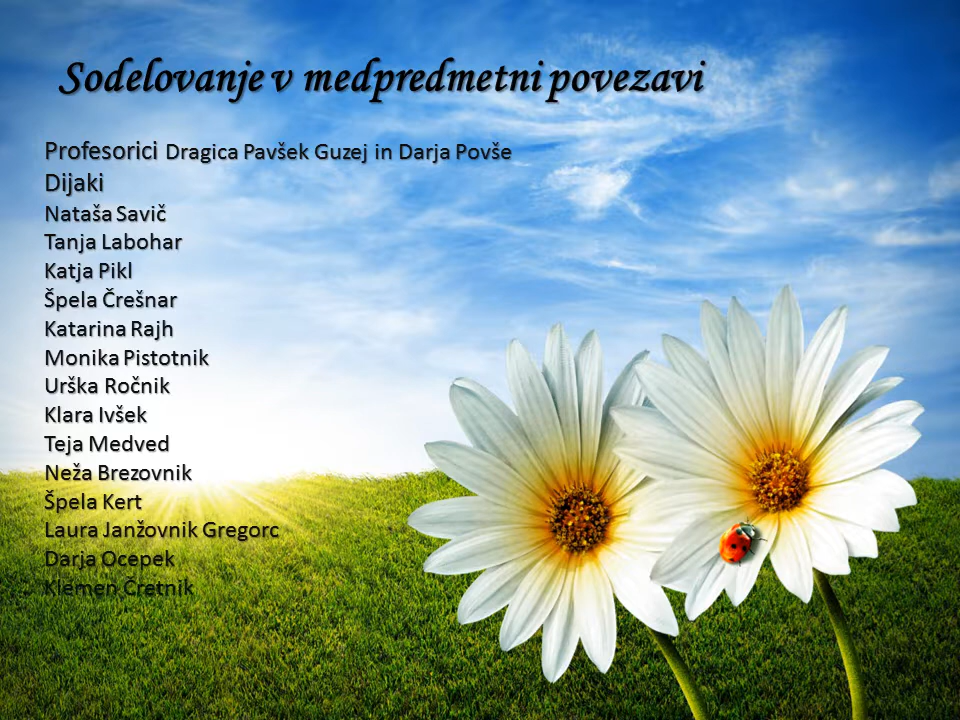 Sodelovanje v medpredmetni povezavi
Profesorici Dragica Pavšek Guzej in Darja Povše
Dijaki
Nataša Savič
Tanja Labohar
Katja Pikl
Špela Črešnar
Katarina Rajh
Monika Pistotnik
Urška Ročnik
Klara Ivšek
Teja Medved
Neža Brezovnik
Špela Kert
Laura Janžovnik Gregorc
Darja Ocepek
Klemen Čretnik